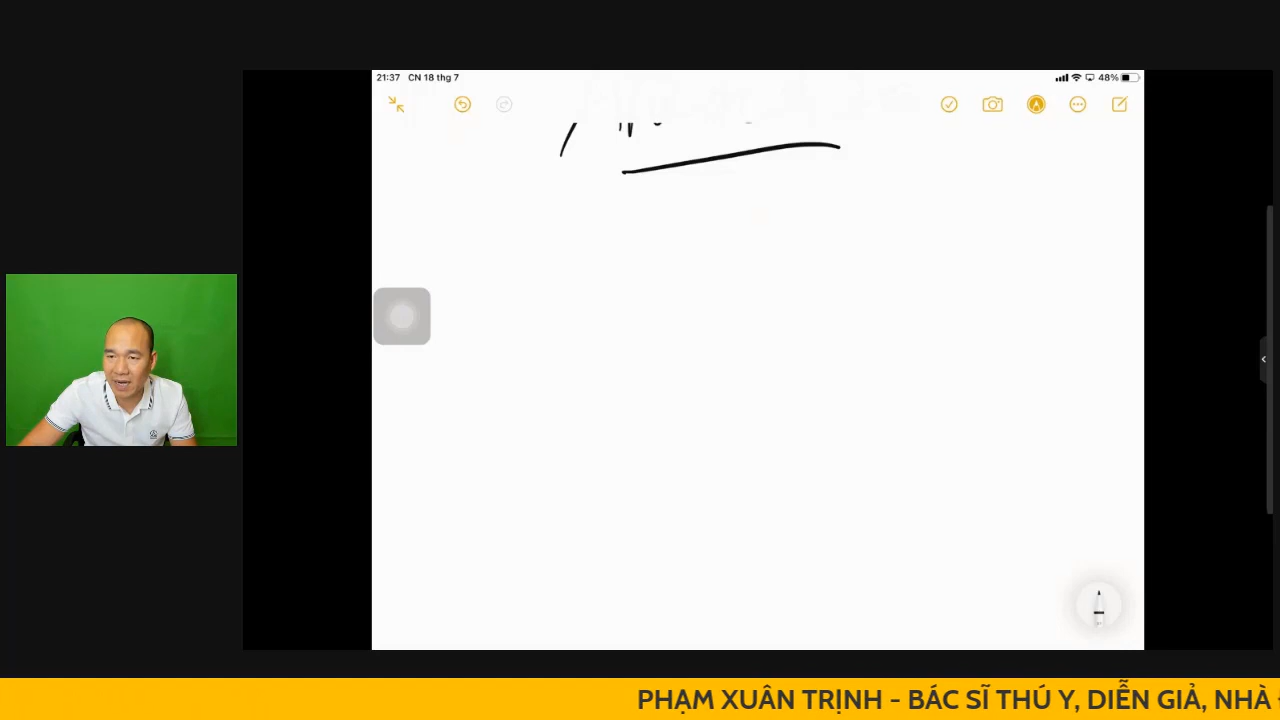 21:37 CN 18 thg 7 48%
PHẠM XUÂN TRỊNH - BÁC SĨ THÚ Y, DIỄN GIẢ, NHÀ